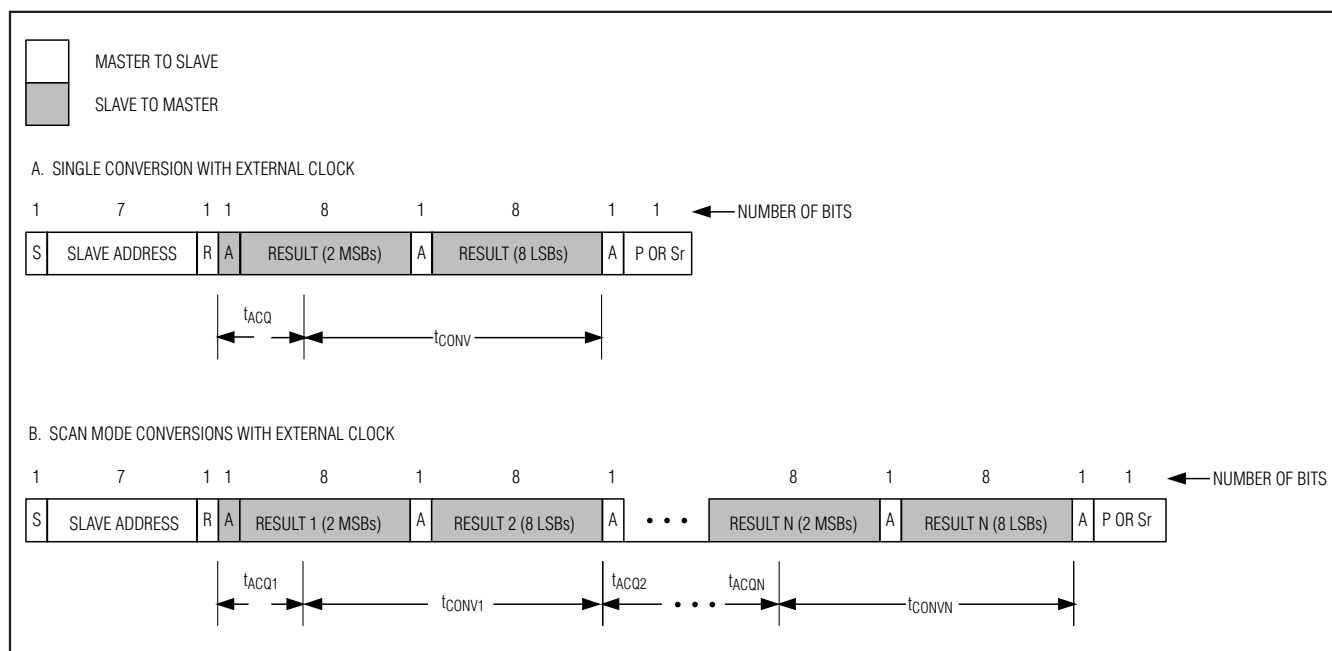 MASTER TO SLAVE
SLAVE TO MASTER
A. SINGLE CONVERSION WITH EXTERNAL CLOCK
1 7 1 1 8 1 8 1 1 NUMBER OF BITS
S SLAVE ADDRESS R A RESULT (2 MSBs) A RESULT (8 LSBs) A P OR Sr
tACQ
tCONV
B. SCAN MODE CONVERSIONS WITH EXTERNAL CLOCK
1 7 1 1 8 1 8 1 8 1 8 1 1 NUMBER OF BITS
S SLAVE ADDRESS R A RESULT 1 (2 MSBs) A RESULT 2 (8 LSBs) A • • • RESULT N (2 MSBs) A RESULT N (8 LSBs) A P OR Sr
tACQ1 tACQ2 tACQN
tCONV1 • • • tCONVN